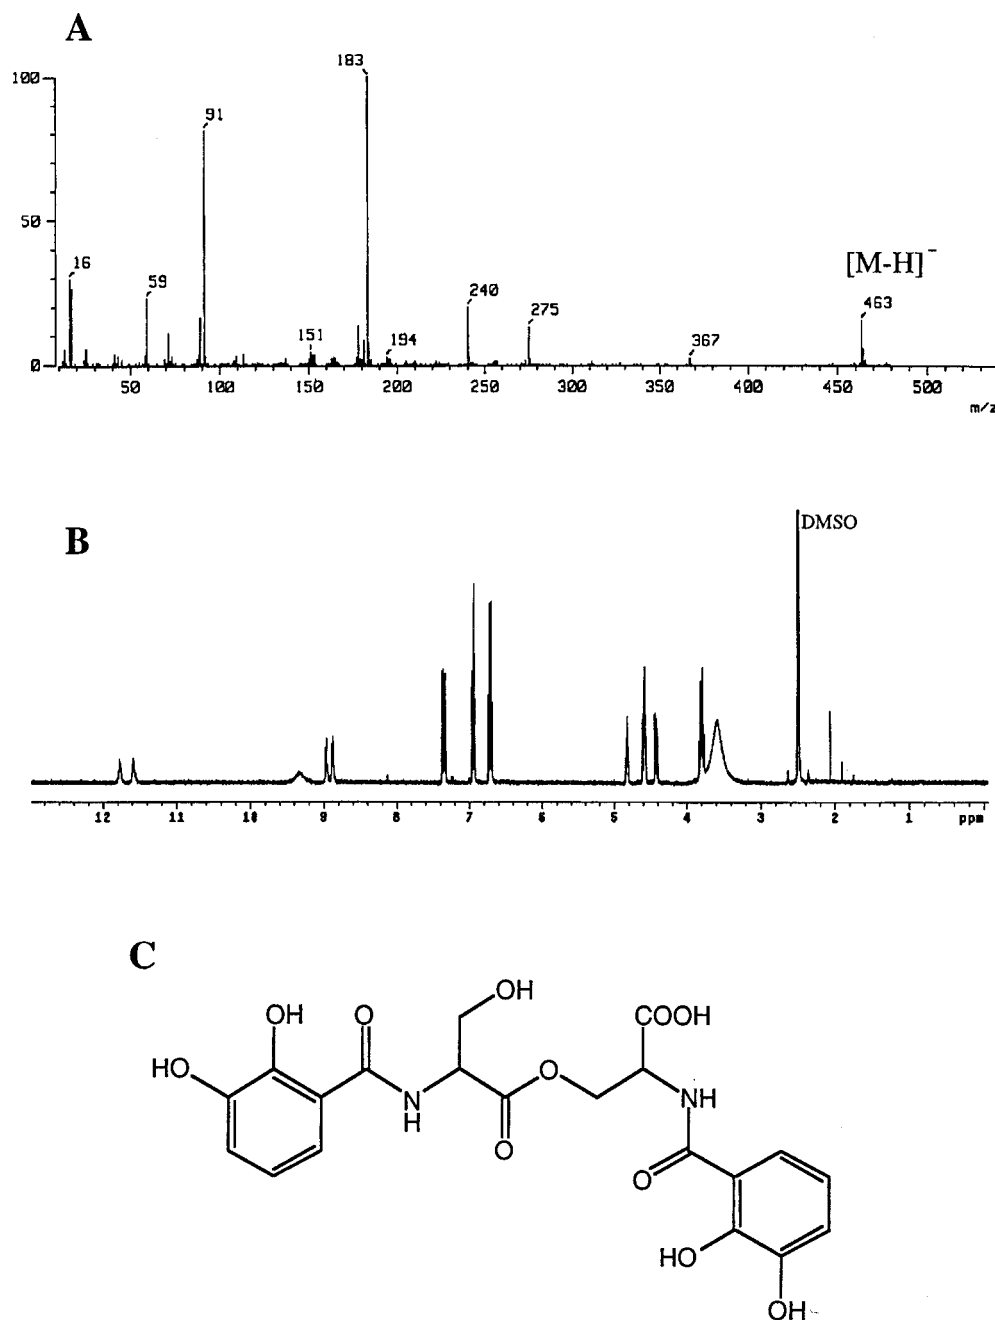 A
183
100
91
[M-H]⁻
50
16
59
240
463
275
151
194
367
0
50 100 150 200 250 300 350 400 450 500
m/z
DMSO
B
12 11 10 9 8 7 6 5 4 3 2 1 ppm
C
OH
OH O COOH
HO O
N NH
H O
O
HO
OH